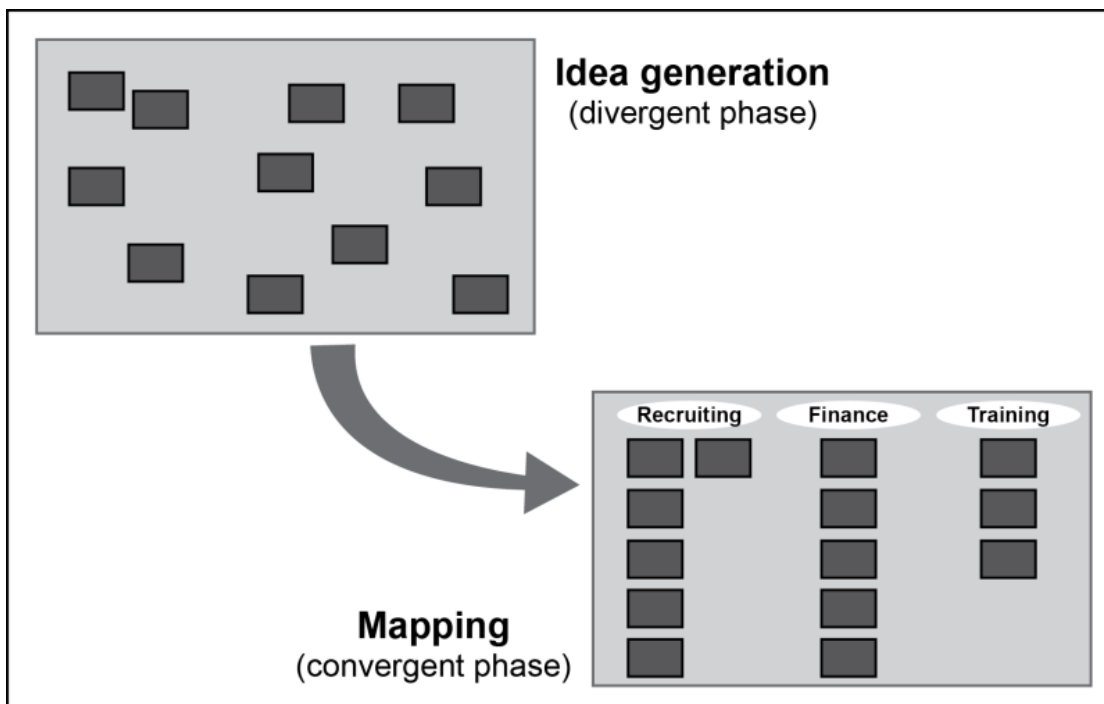 Idea generation
(divergent phase)
Recruiting Finance Training
Mapping
(convergent phase)